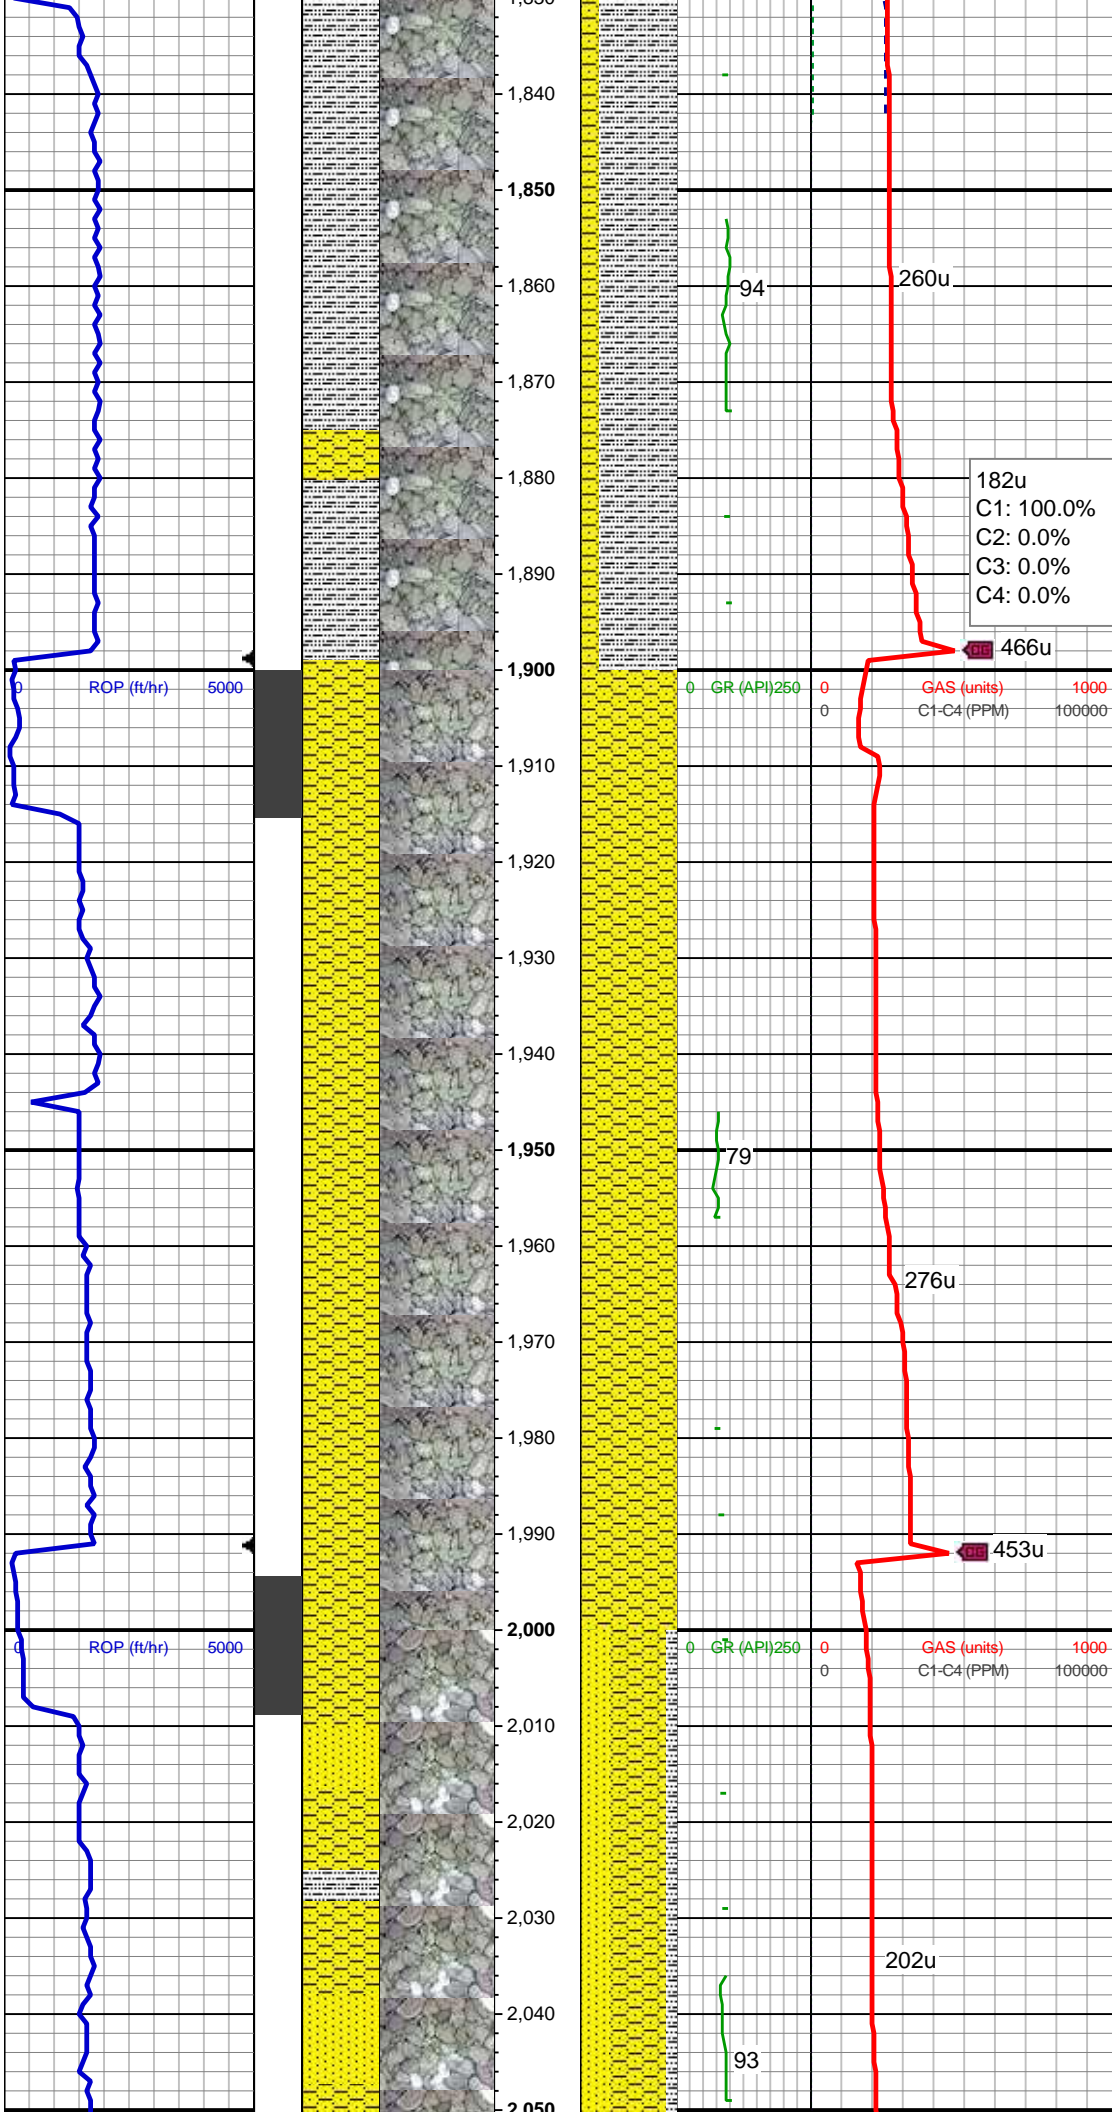 1,830
1,840
1,850
1,860
94
260u
1,870
1,880
182u
C1: 100.0%
C2: 0.0%
C3: 0.0%
C4: 0.0%
1,890
CG 466u
1,900
0 ROP (ft/hr) 5000
0 GR (API) 250
0 GAS (units) 1000
0 C1-C4 (PPM) 100000
1,910
1,920
1,930
1,940
1,950
79
1,960
276u
1,970
1,980
1,990
CG 453u
2,000
0 ROP (ft/hr) 5000
0 GR (API) 250
0 GAS (units) 1000
0 C1-C4 (PPM) 100000
2,010
2,020
2,030
202u
2,040
93
2,050